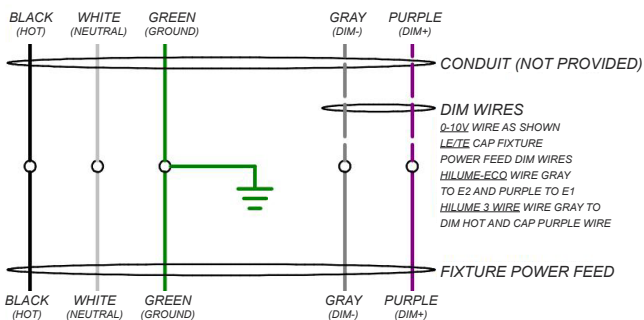 BLACK WHITE GREEN GRAY PURPLE
(HOT) (NEUTRAL) (GROUND) (DIM-) (DIM+)
CONDUIT (NOT PROVIDED)
DIM WIRES
0-10V WIRE AS SHOWN
LE/TE CAP FIXTURE
POWER FEED DIM WIRES
HILUME-ECO WIRE GRAY
TO E2 AND PURPLE TO E1
HILUME 3 WIRE WIRE GRAY TO
DIM HOT AND CAP PURPLE WIRE
FIXTURE POWER FEED
BLACK WHITE GREEN GRAY PURPLE
(HOT) (NEUTRAL) (GROUND) (DIM-) (DIM+)